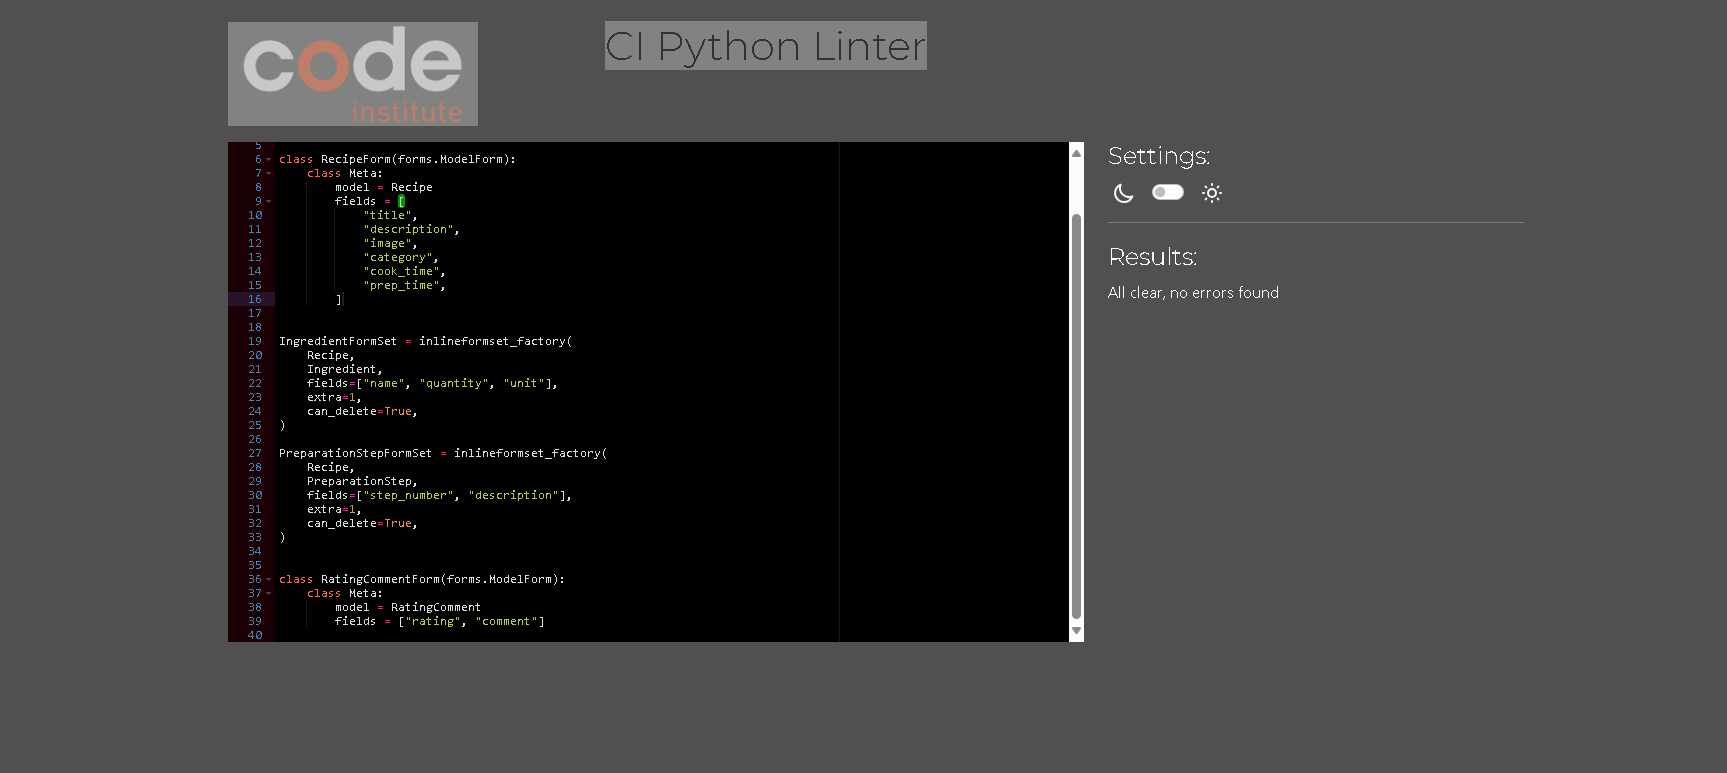 code
institute
CI Python Linter
5
6 class RecipeForm(forms.ModelForm):
7     class Meta:
8         model = Recipe
9         fields = [
10             "title",
11             "description",
12             "image",
13             "category",
14             "cook_time",
15             "prep_time",
16         ]
17
18
19 IngredientFormSet = inlineformset_factory(
20     Recipe,
21     Ingredient,
22     fields=["name", "quantity", "unit"],
23     extra=1,
24     can_delete=True,
25 )
26
27 PreparationStepFormSet = inlineformset_factory(
28     Recipe,
29     PreparationStep,
30     fields=["step_number", "description"],
31     extra=1,
32     can_delete=True,
33 )
34
35
36 class RatingCommentForm(forms.ModelForm):
37     class Meta:
38         model = RatingComment
39         fields = ["rating", "comment"]
40
Settings:
Results:
All clear, no errors found